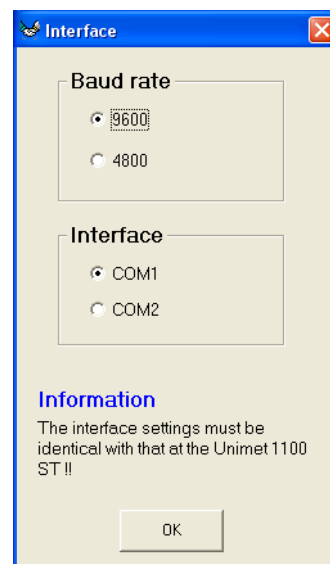 Interface
Baud rate
9600
4800
Interface
COM1
COM2
Information
The interface settings must be
identical with that at the Unimet 1100
ST !!
OK